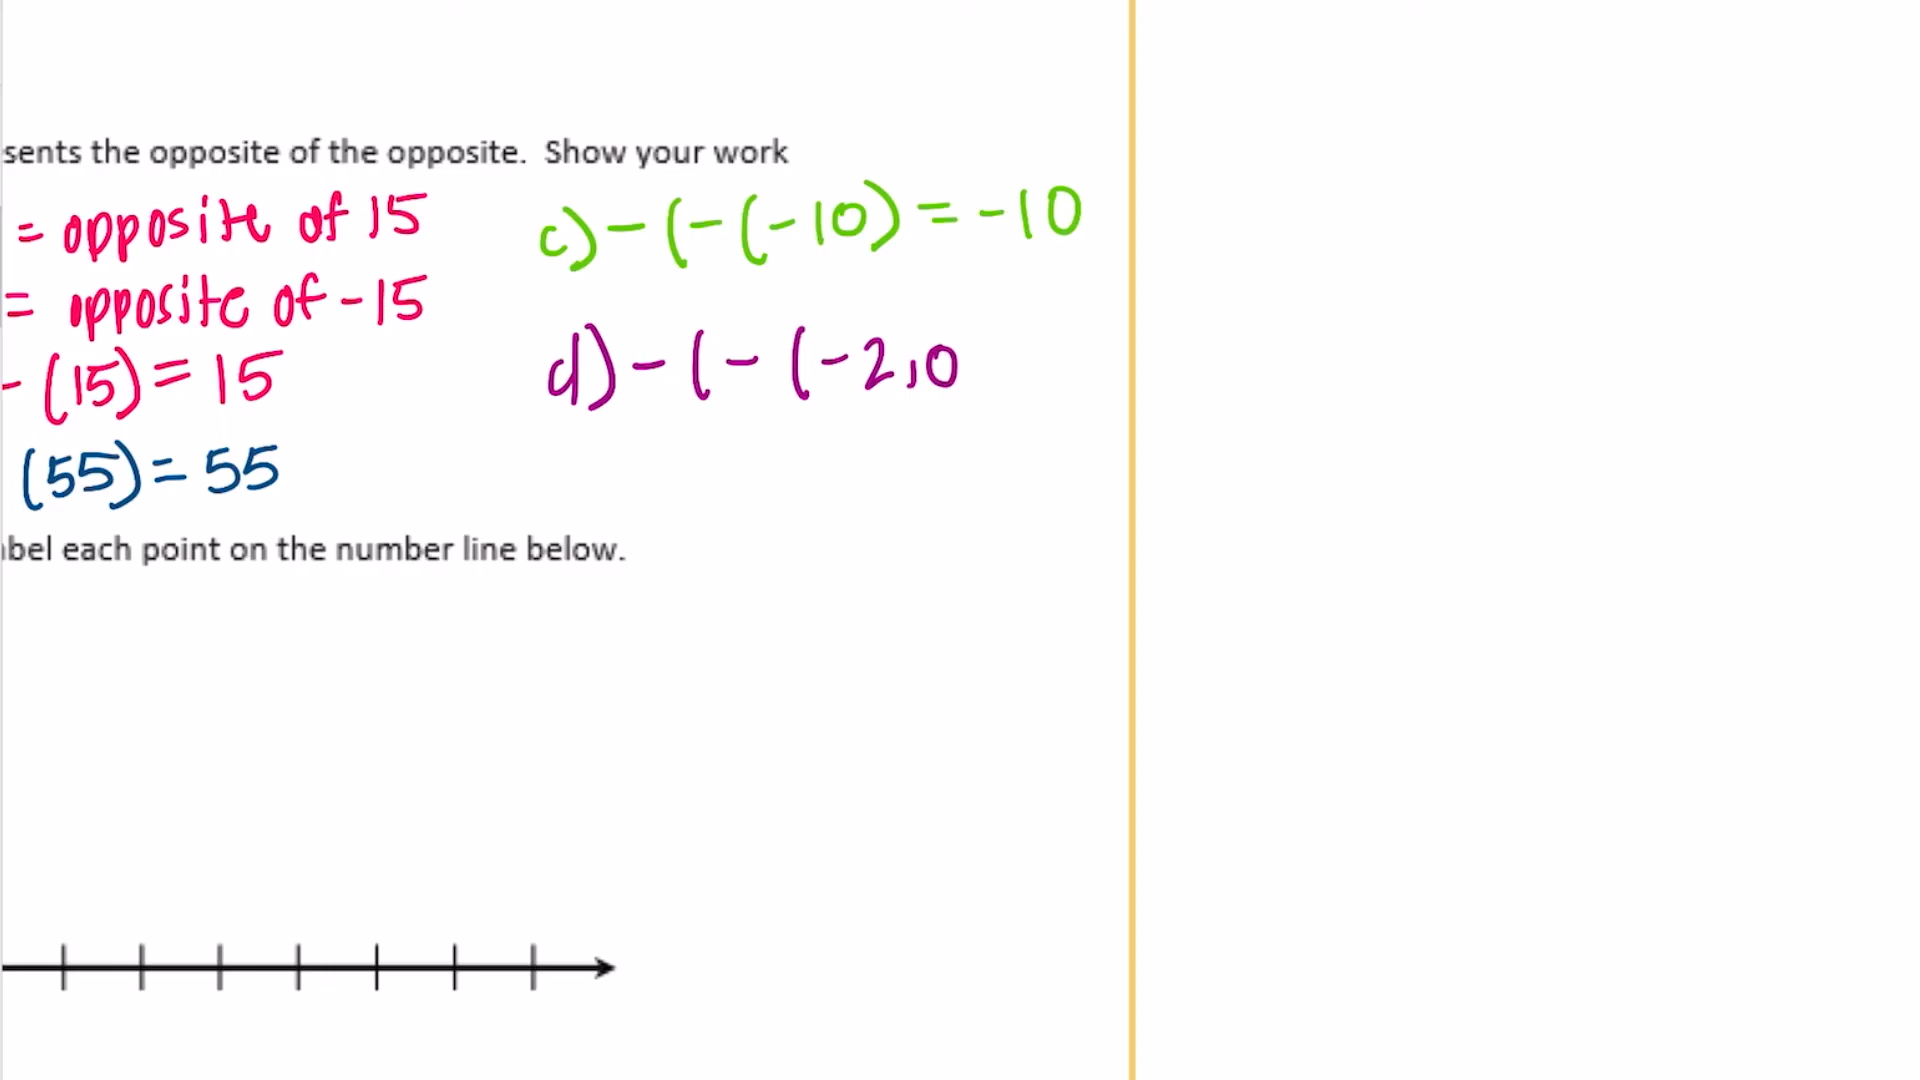 sents the opposite of the opposite. Show your work
= opposite of 15
= opposite of -15
- (15) = 15
(55) = 55
c) - (- (-10) = -10
d) - (- (-2,0
bel each point on the number line below.